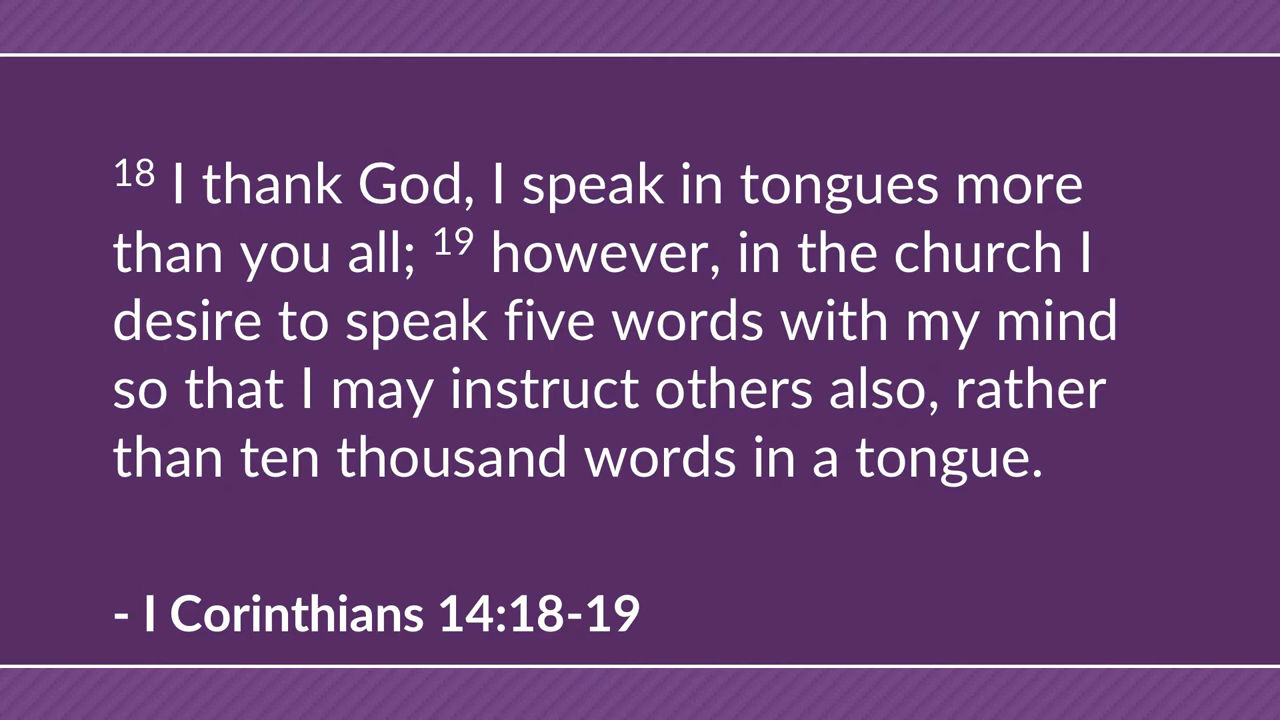 18 I thank God, I speak in tongues more
than you all; 19 however, in the church I
desire to speak five words with my mind
so that I may instruct others also, rather
than ten thousand words in a tongue.
- I Corinthians 14:18-19